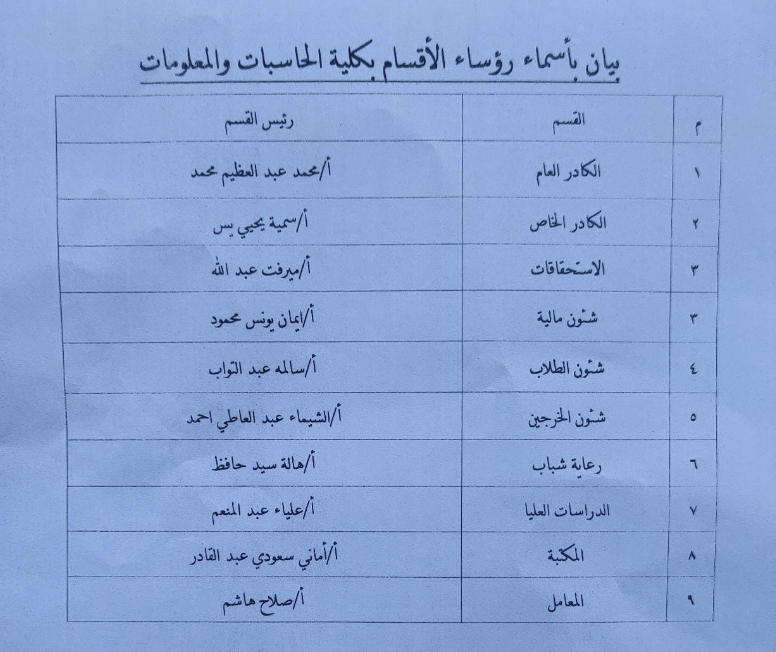 بيان بأسماء رؤساء الأقسام بكلية الحاسبات والمعلومات
م القسم رئيس القسم
١ الكادر العام أ/محمد عبد العظيم محمد
٢ الكادر الخاص أ/سمية يحيي يس
٣ الاستحقاقات أ/ميرفت عبد الله
٣ شئون مالية أ/ايمان يونس محمود
٤ شئون الطلاب أ/سالمه عبد التواب
٥ شئون الخرجين أ/الشيماء عبد العاطي احمد
٦ رعاية شباب أ/هالة سيد حافظ
٧ الدراسات العليا أ/علياء عبد المنعم
٨ المكتبة أ/أماني سعودي عبد القادر
٩ المعامل أ/صلاح هاشم